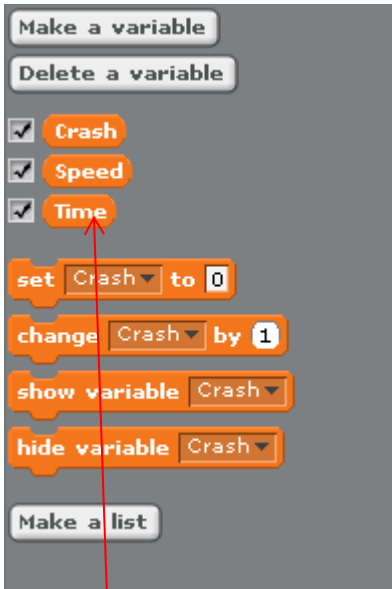 Make a variable
Delete a variable
Crash
Speed
Time
set Crash to 0
change Crash by 1
show variable Crash
hide variable Crash
Make a list